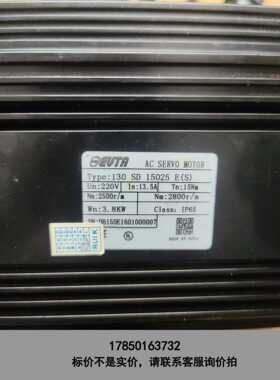 EVTA AC SERVO MOTOR
Type:130 SD 15025 E(S)
Un:220V In:13.5A Tn:15Nm
Nn:2500r/m Nm:2800r/m
Wn:3.8KW Class: IP65
17850163732
标价不是实价，请联系客服询价拍